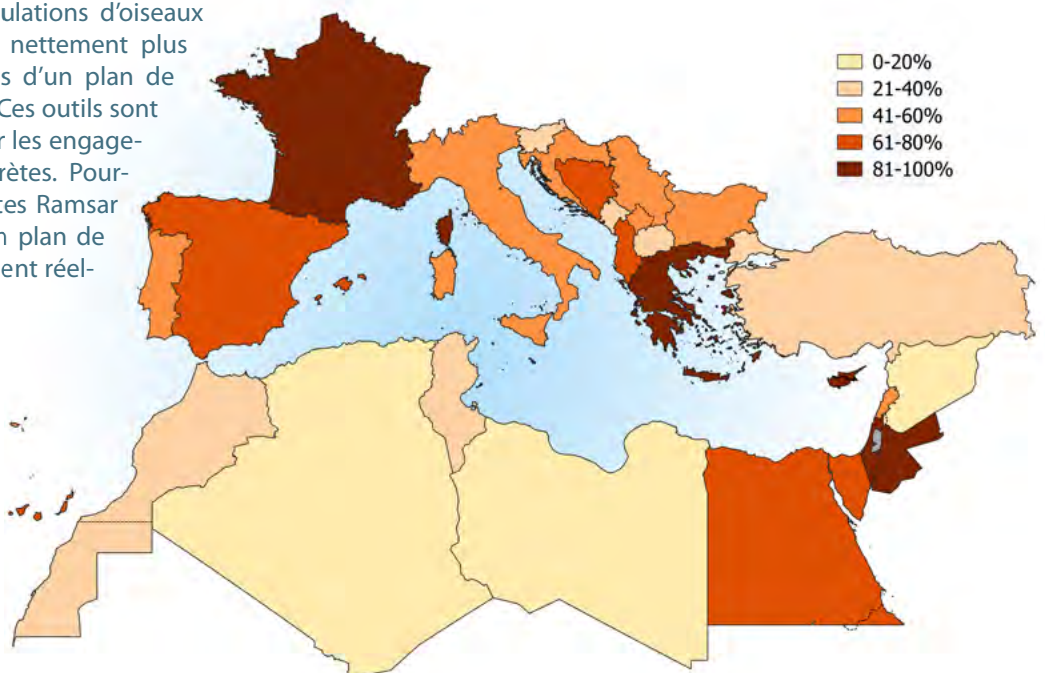 ulations d'oiseaux
nettement plus
s d'un plan de
Ces outils sont
r les engage-
rètes. Pour-
tes Ramsar
n plan de
ent réel-
0-20%
21-40%
41-60%
61-80%
81-100%